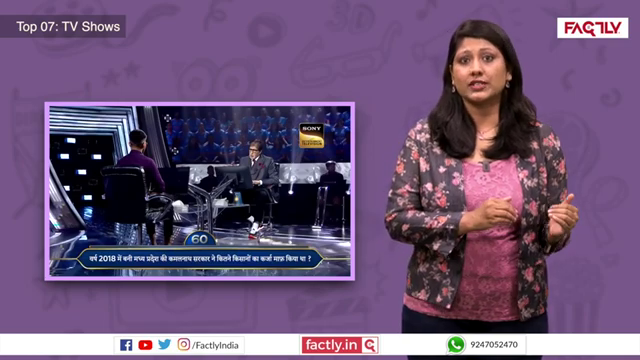 Top 07: TV Shows
FACTLY
SONY
60
वर्ष 2018 में बनी मध्य प्रदेश की कमलनाथ सरकार ने कितने किसानों का कर्जा माफ़ किया था ?
/FactlyIndia
factly.in
9247052470